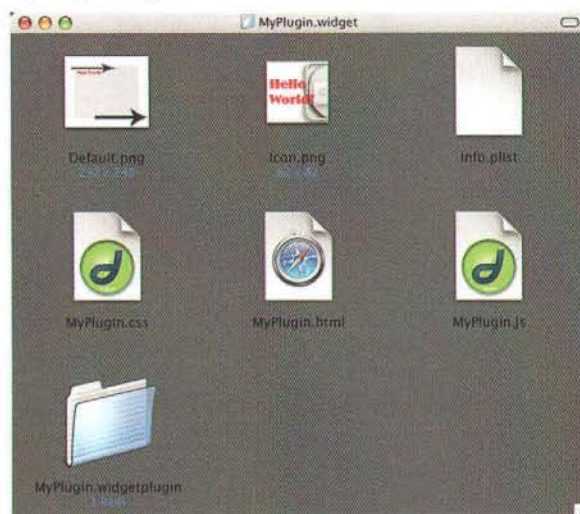 MyPlugin.widget
Hello
World!
Default.png
Icon.png
Info.plist
MyPlugin.css
MyPlugin.html
MyPlugin.js
MyPlugin.widgetplugin